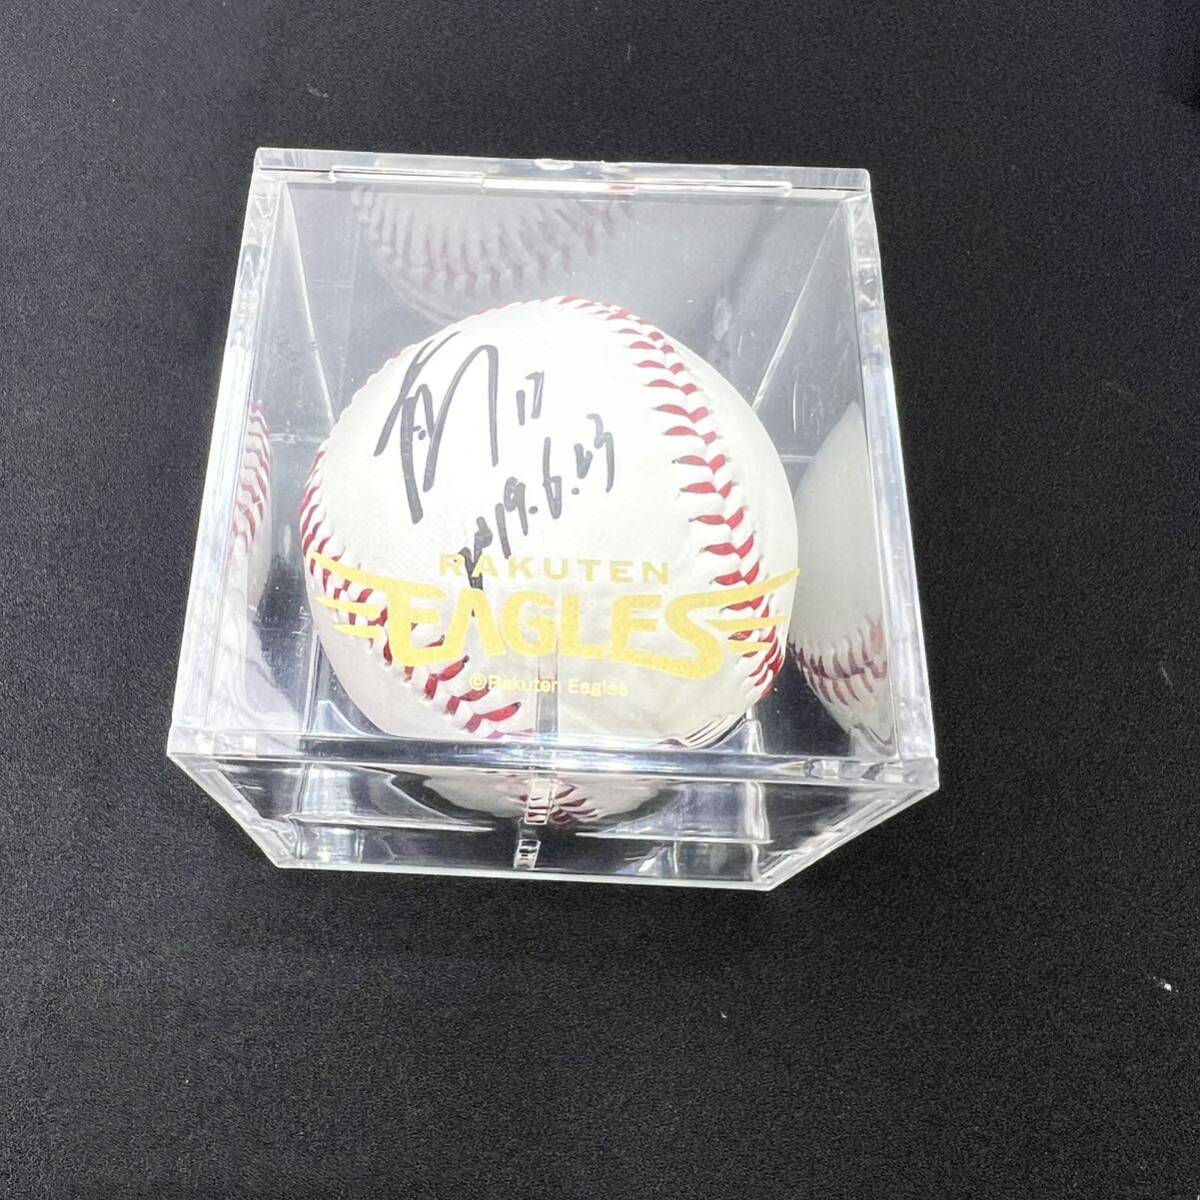 17
2019.6.23
RAKUTEN
EAGLES
©Rakuten Eagles